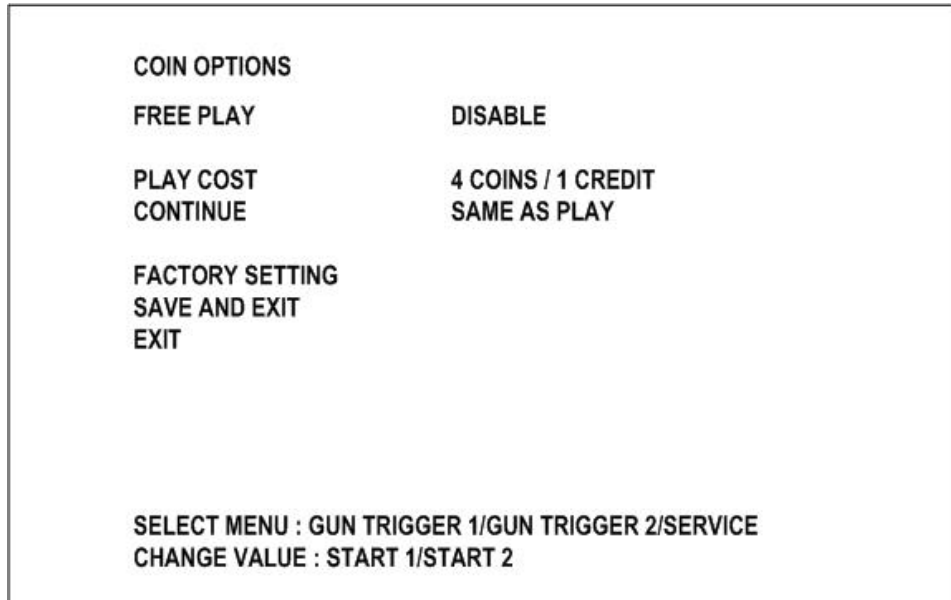 COIN OPTIONS
FREE PLAY DISABLE
PLAY COST 4 COINS / 1 CREDIT
CONTINUE SAME AS PLAY
FACTORY SETTING
SAVE AND EXIT
EXIT
SELECT MENU : GUN TRIGGER 1/GUN TRIGGER 2/SERVICE
CHANGE VALUE : START 1/START 2